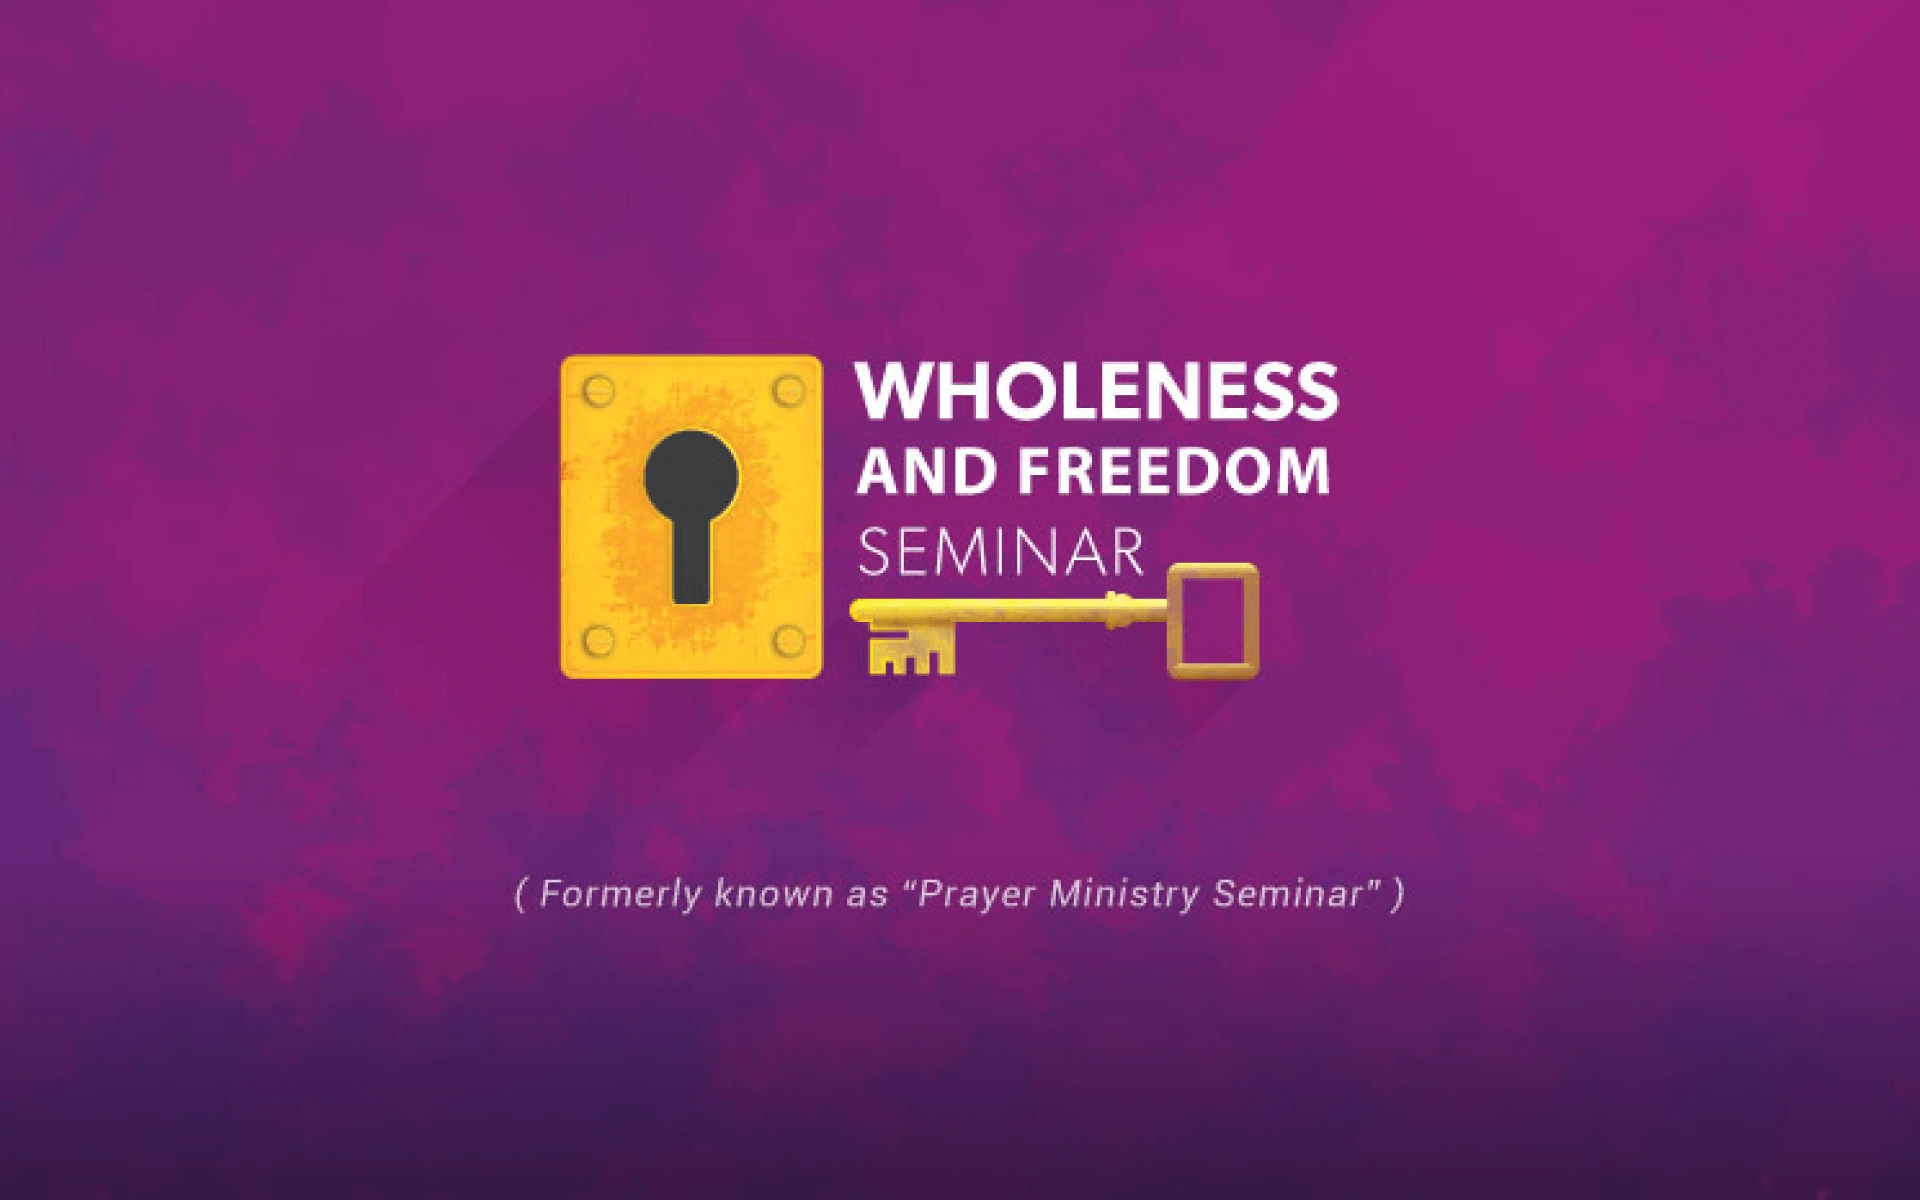 WHOLENESS
AND FREEDOM
SEMINAR
( Formerly known as “Prayer Ministry Seminar” )